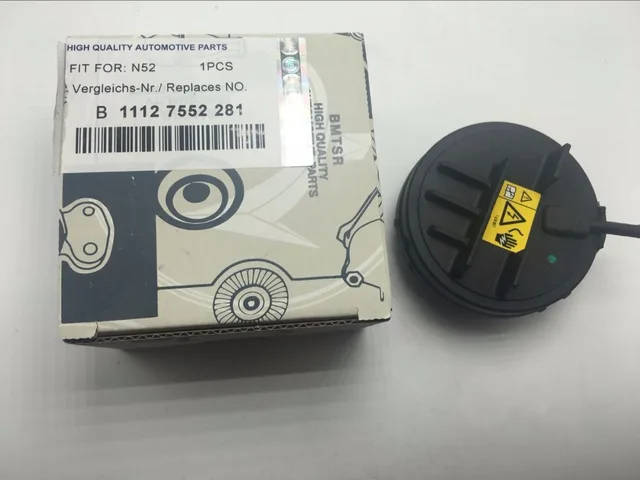 HIGH QUALITY AUTOMOTIVE PARTS
FIT FOR: N52 1PCS
Vergleichs-Nr./ Replaces NO.
B 1112 7552 281
BMTSR
HIGH QUALITY
PARTS